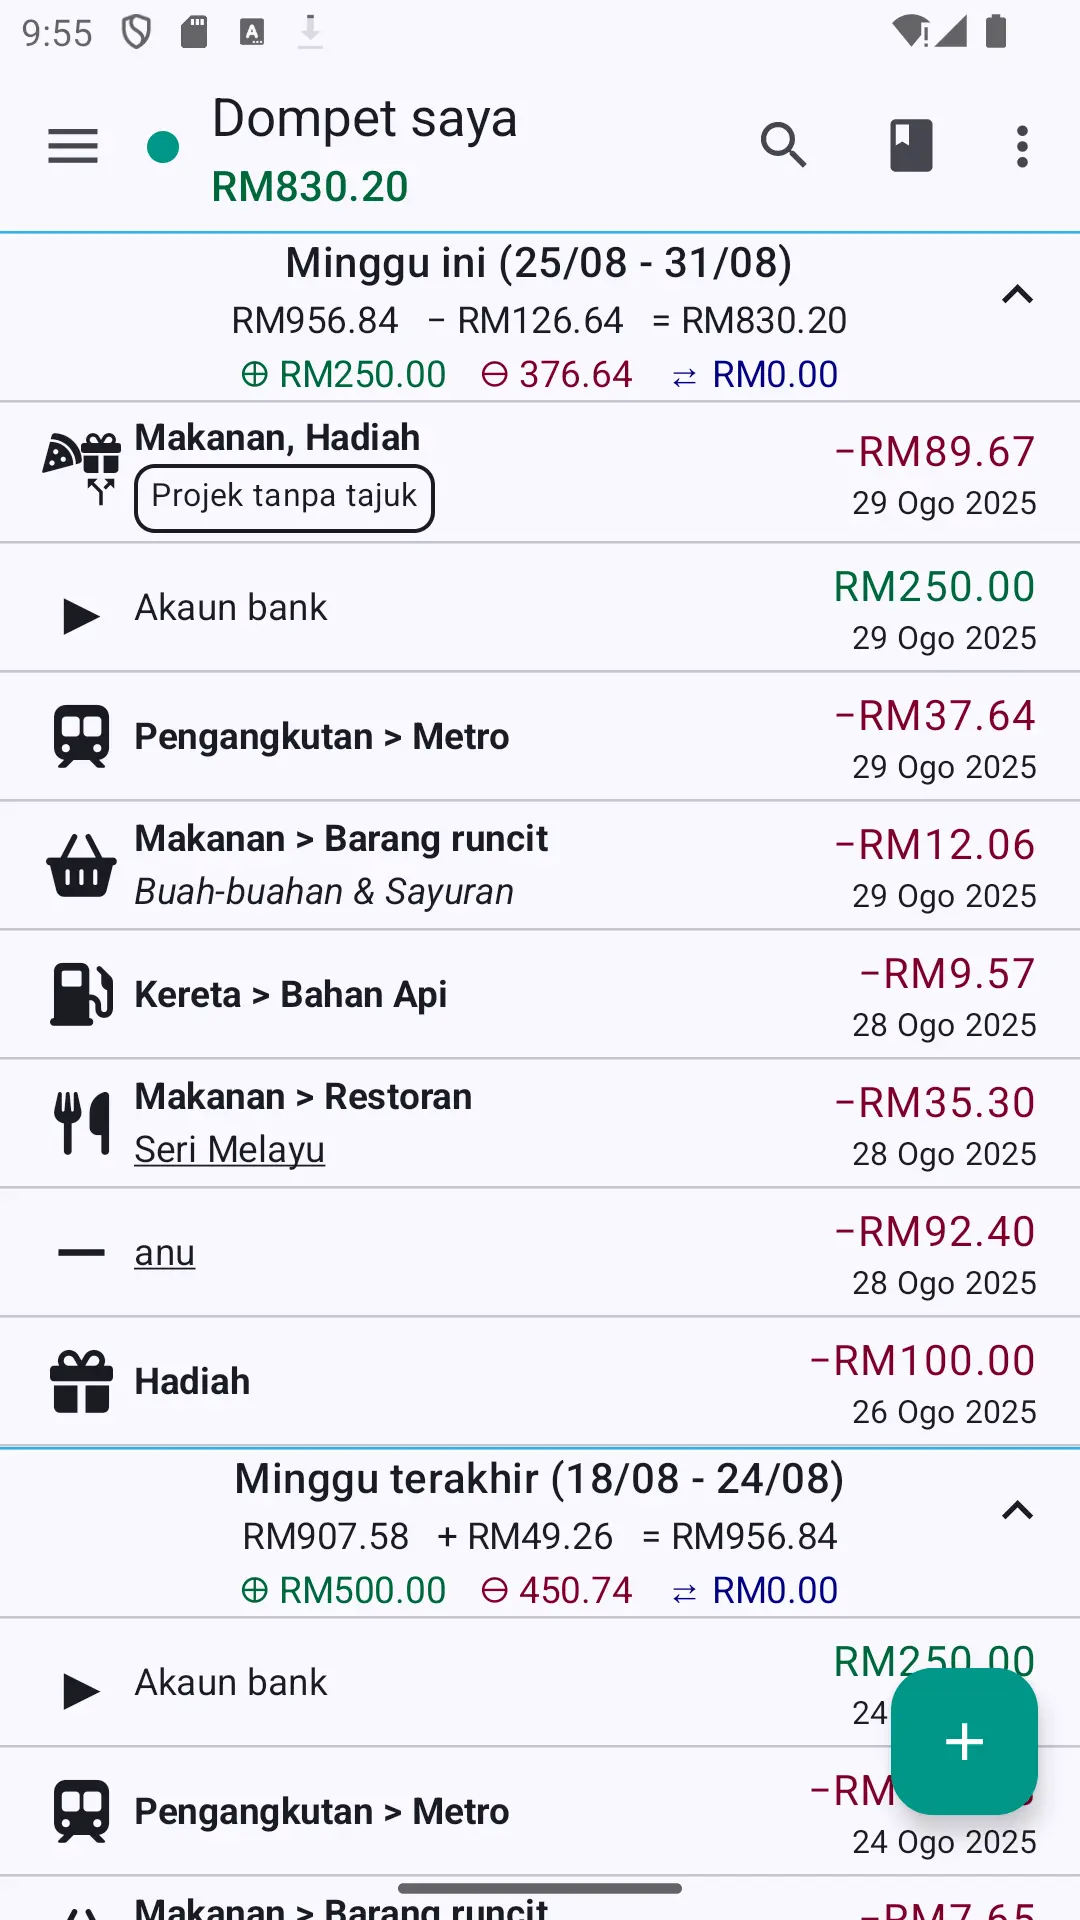 9:55
Dompet saya
RM830.20
Minggu ini (25/08 - 31/08)
RM956.84 − RM126.64 = RM830.20
⊕ RM250.00 ⊖ 376.64 ⇄ RM0.00
Makanan, Hadiah
−RM89.67
Projek tanpa tajuk
29 Ogo 2025
Akaun bank
RM250.00
29 Ogo 2025
Pengangkutan > Metro
−RM37.64
29 Ogo 2025
Makanan > Barang runcit
−RM12.06
Buah-buahan & Sayuran
29 Ogo 2025
Kereta > Bahan Api
−RM9.57
28 Ogo 2025
Makanan > Restoran
−RM35.30
Seri Melayu
28 Ogo 2025
anu
−RM92.40
28 Ogo 2025
Hadiah
−RM100.00
26 Ogo 2025
Minggu terakhir (18/08 - 24/08)
RM907.58 + RM49.26 = RM956.84
⊕ RM500.00 ⊖ 450.74 ⇄ RM0.00
Akaun bank
RM250.00
24
Pengangkutan > Metro
−RM
24 Ogo 2025
Makanan > Barang runcit
−RM7.65